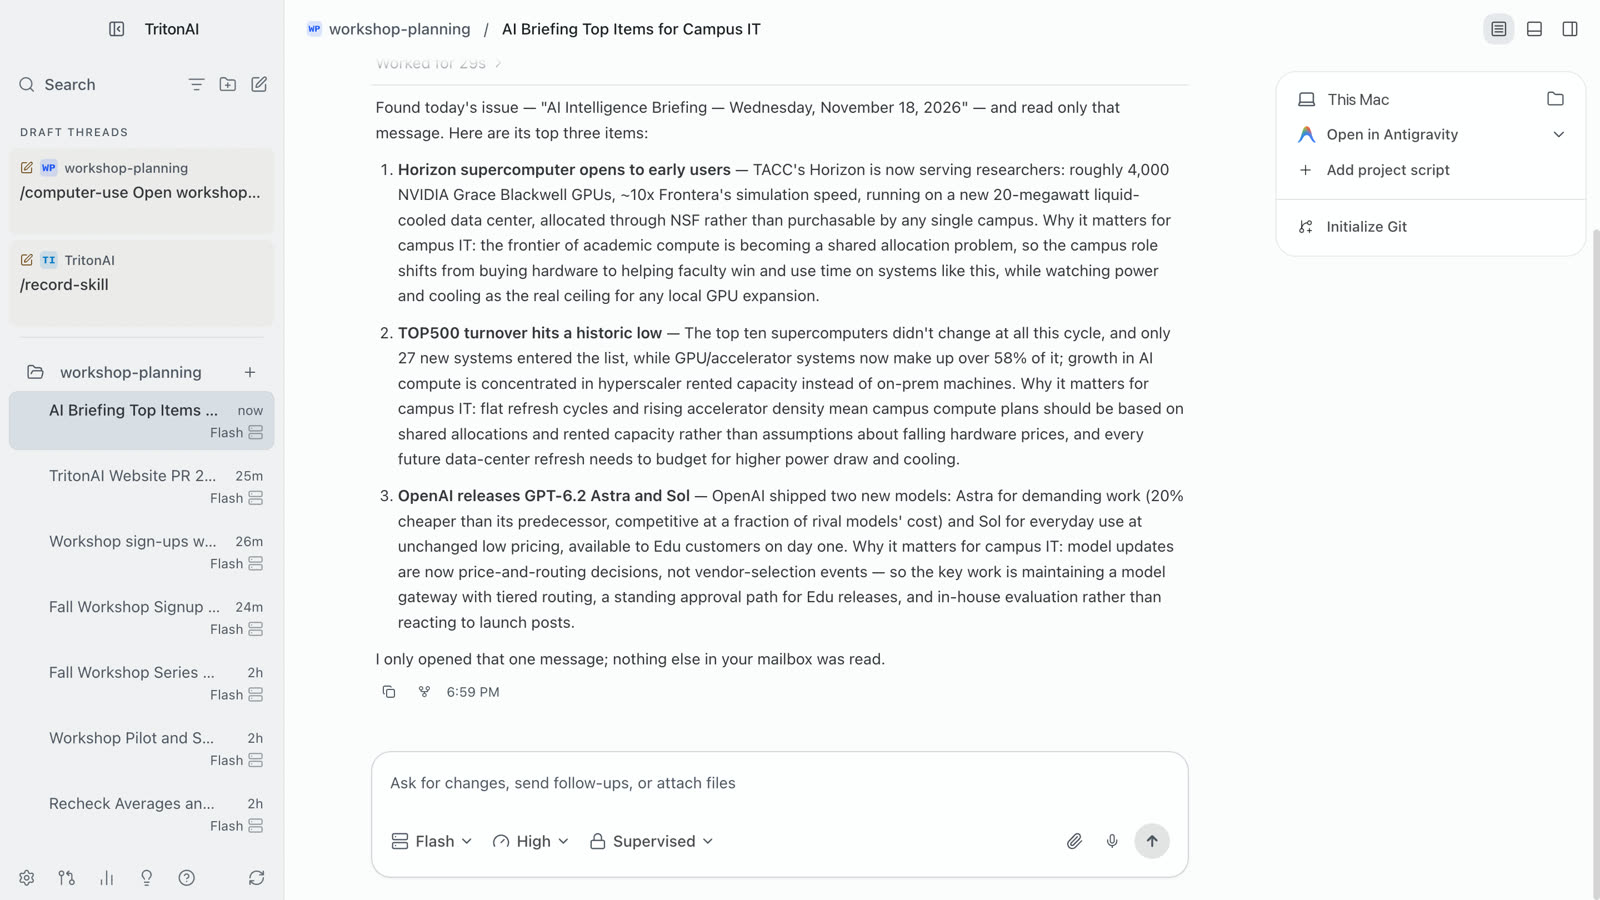 TritonAI
Search
DRAFT THREADS
WP workshop-planning
/computer-use Open workshop...
TI TritonAI
/record-skill
workshop-planning
AI Briefing Top Items ... now
Flash
TritonAI Website PR 2... 25m
Flash
Workshop sign-ups w... 26m
Flash
Fall Workshop Signup ... 24m
Flash
Fall Workshop Series ... 2h
Flash
Workshop Pilot and S... 2h
Flash
Recheck Averages an... 2h
Flash
WP workshop-planning / AI Briefing Top Items for Campus IT
Worked for 29s
Found today's issue — "AI Intelligence Briefing — Wednesday, November 18, 2026" — and read only that
message. Here are its top three items:
1. Horizon supercomputer opens to early users — TACC's Horizon is now serving researchers: roughly 4,000
NVIDIA Grace Blackwell GPUs, ~10x Frontera's simulation speed, running on a new 20-megawatt liquid-
cooled data center, allocated through NSF rather than purchasable by any single campus. Why it matters for
campus IT: the frontier of academic compute is becoming a shared allocation problem, so the campus role
shifts from buying hardware to helping faculty win and use time on systems like this, while watching power
and cooling as the real ceiling for any local GPU expansion.
2. TOP500 turnover hits a historic low — The top ten supercomputers didn't change at all this cycle, and only
27 new systems entered the list, while GPU/accelerator systems now make up over 58% of it; growth in AI
compute is concentrated in hyperscaler rented capacity instead of on-prem machines. Why it matters for
campus IT: flat refresh cycles and rising accelerator density mean campus compute plans should be based on
shared allocations and rented capacity rather than assumptions about falling hardware prices, and every
future data-center refresh needs to budget for higher power draw and cooling.
3. OpenAI releases GPT-6.2 Astra and Sol — OpenAI shipped two new models: Astra for demanding work (20%
cheaper than its predecessor, competitive at a fraction of rival models' cost) and Sol for everyday use at
unchanged low pricing, available to Edu customers on day one. Why it matters for campus IT: model updates
are now price-and-routing decisions, not vendor-selection events — so the key work is maintaining a model
gateway with tiered routing, a standing approval path for Edu releases, and in-house evaluation rather than
reacting to launch posts.
I only opened that one message; nothing else in your mailbox was read.
6:59 PM
Ask for changes, send follow-ups, or attach files
Flash High Supervised
This Mac
Open in Antigravity
Add project script
Initialize Git